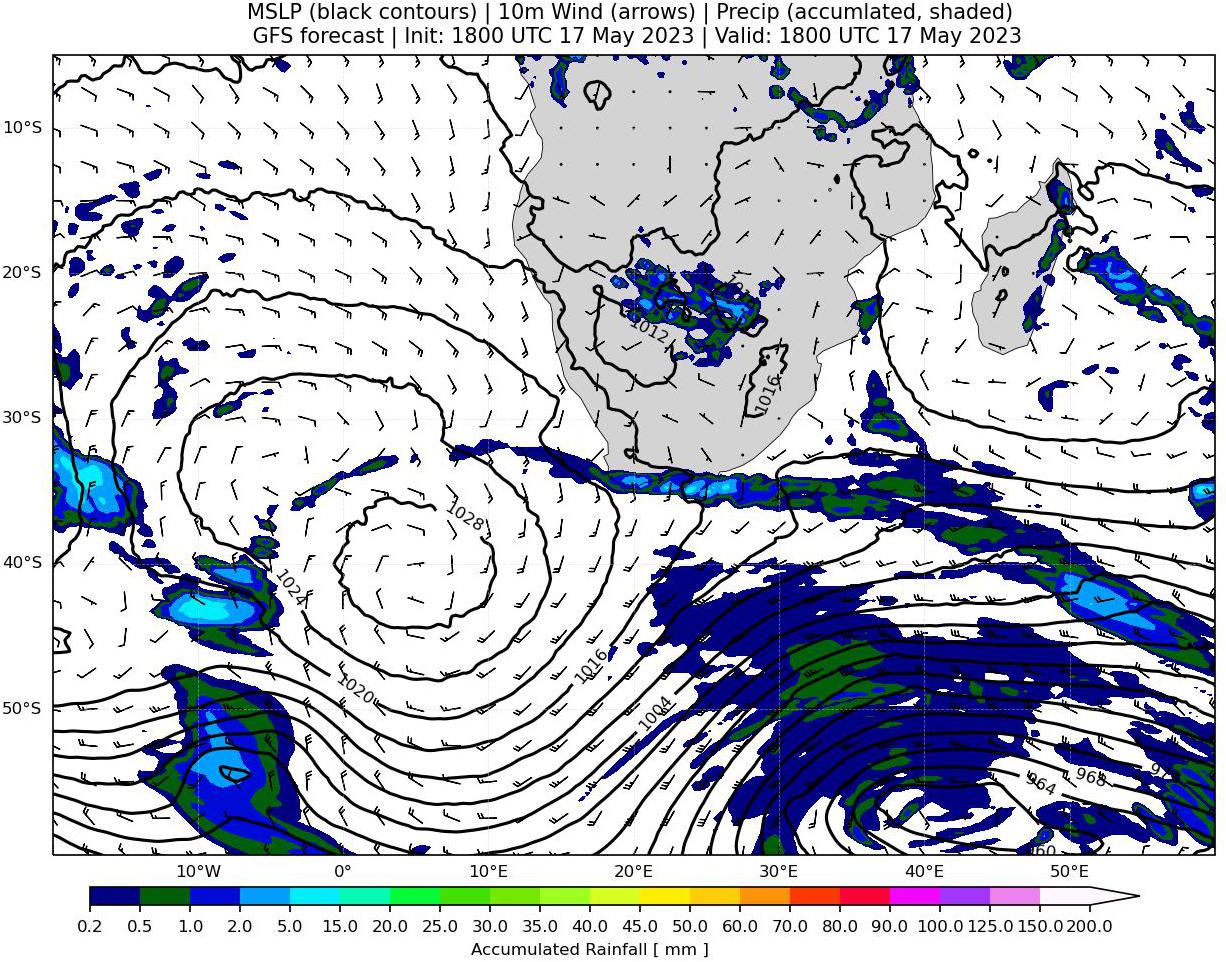 MSLP (black contours) | 10m Wind (arrows) | Precip (accumlated, shaded)
GFS forecast | Init: 1800 UTC 17 May 2023 | Valid: 1800 UTC 17 May 2023
10°S
20°S
1012
1016
30°S
1028
40°S
1024
1016
1020
50°S
1004
964
968
960
10°W 0° 10°E 20°E 30°E 40°E 50°E
0.2 0.5 1.0 2.0 5.0 15.0 20.0 25.0 30.0 35.0 40.0 45.0 50.0 60.0 70.0 80.0 90.0 100.0 125.0 150.0 200.0
Accumulated Rainfall [ mm ]